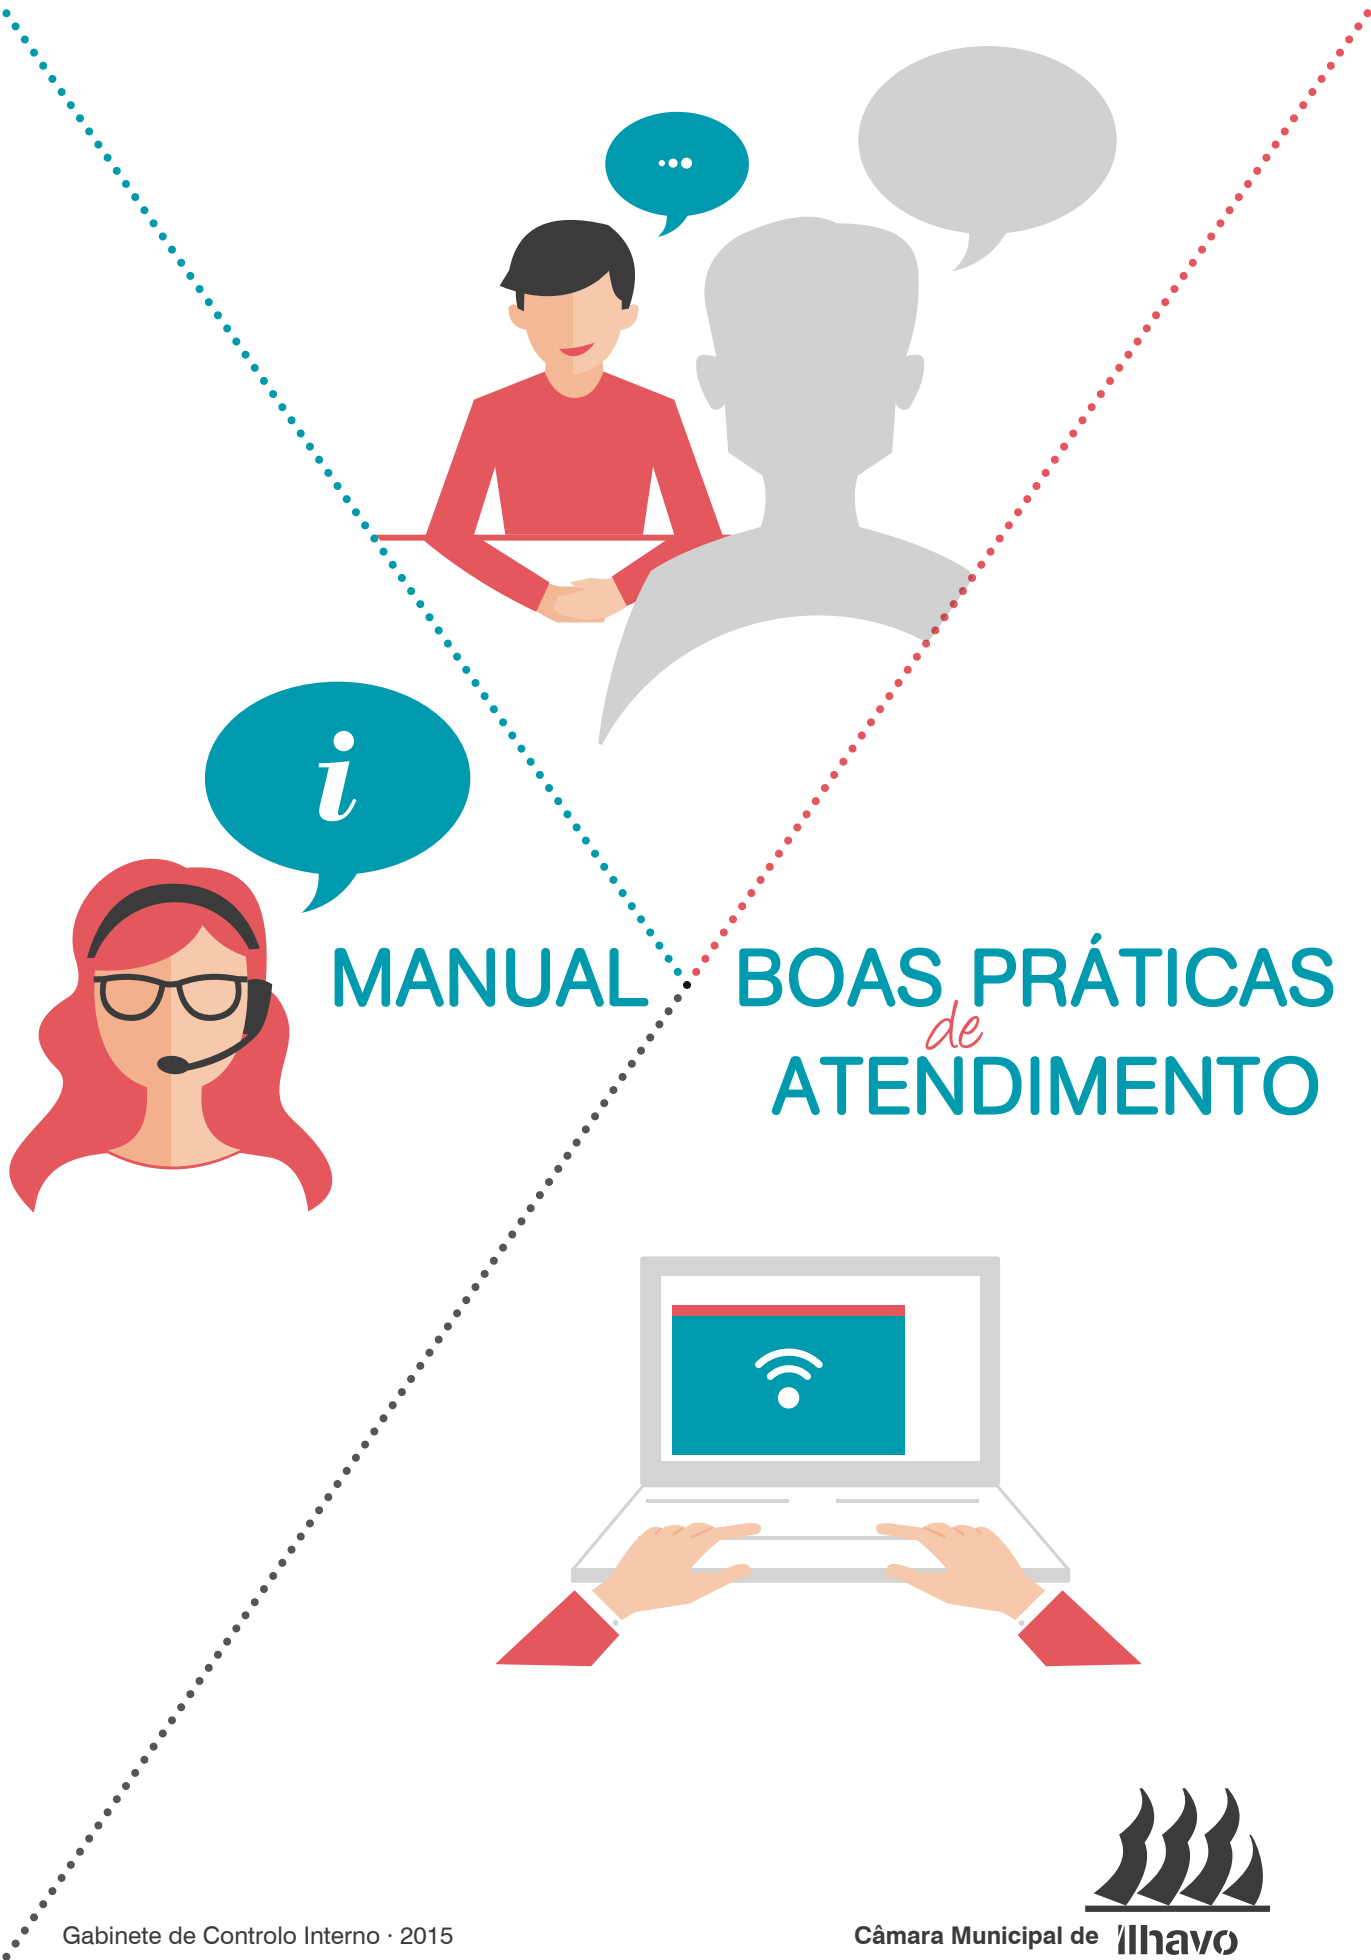 i
MANUAL BOAS PRÁTICAS
de
ATENDIMENTO
Gabinete de Controlo Interno · 2015
Câmara Municipal de Ílhavo